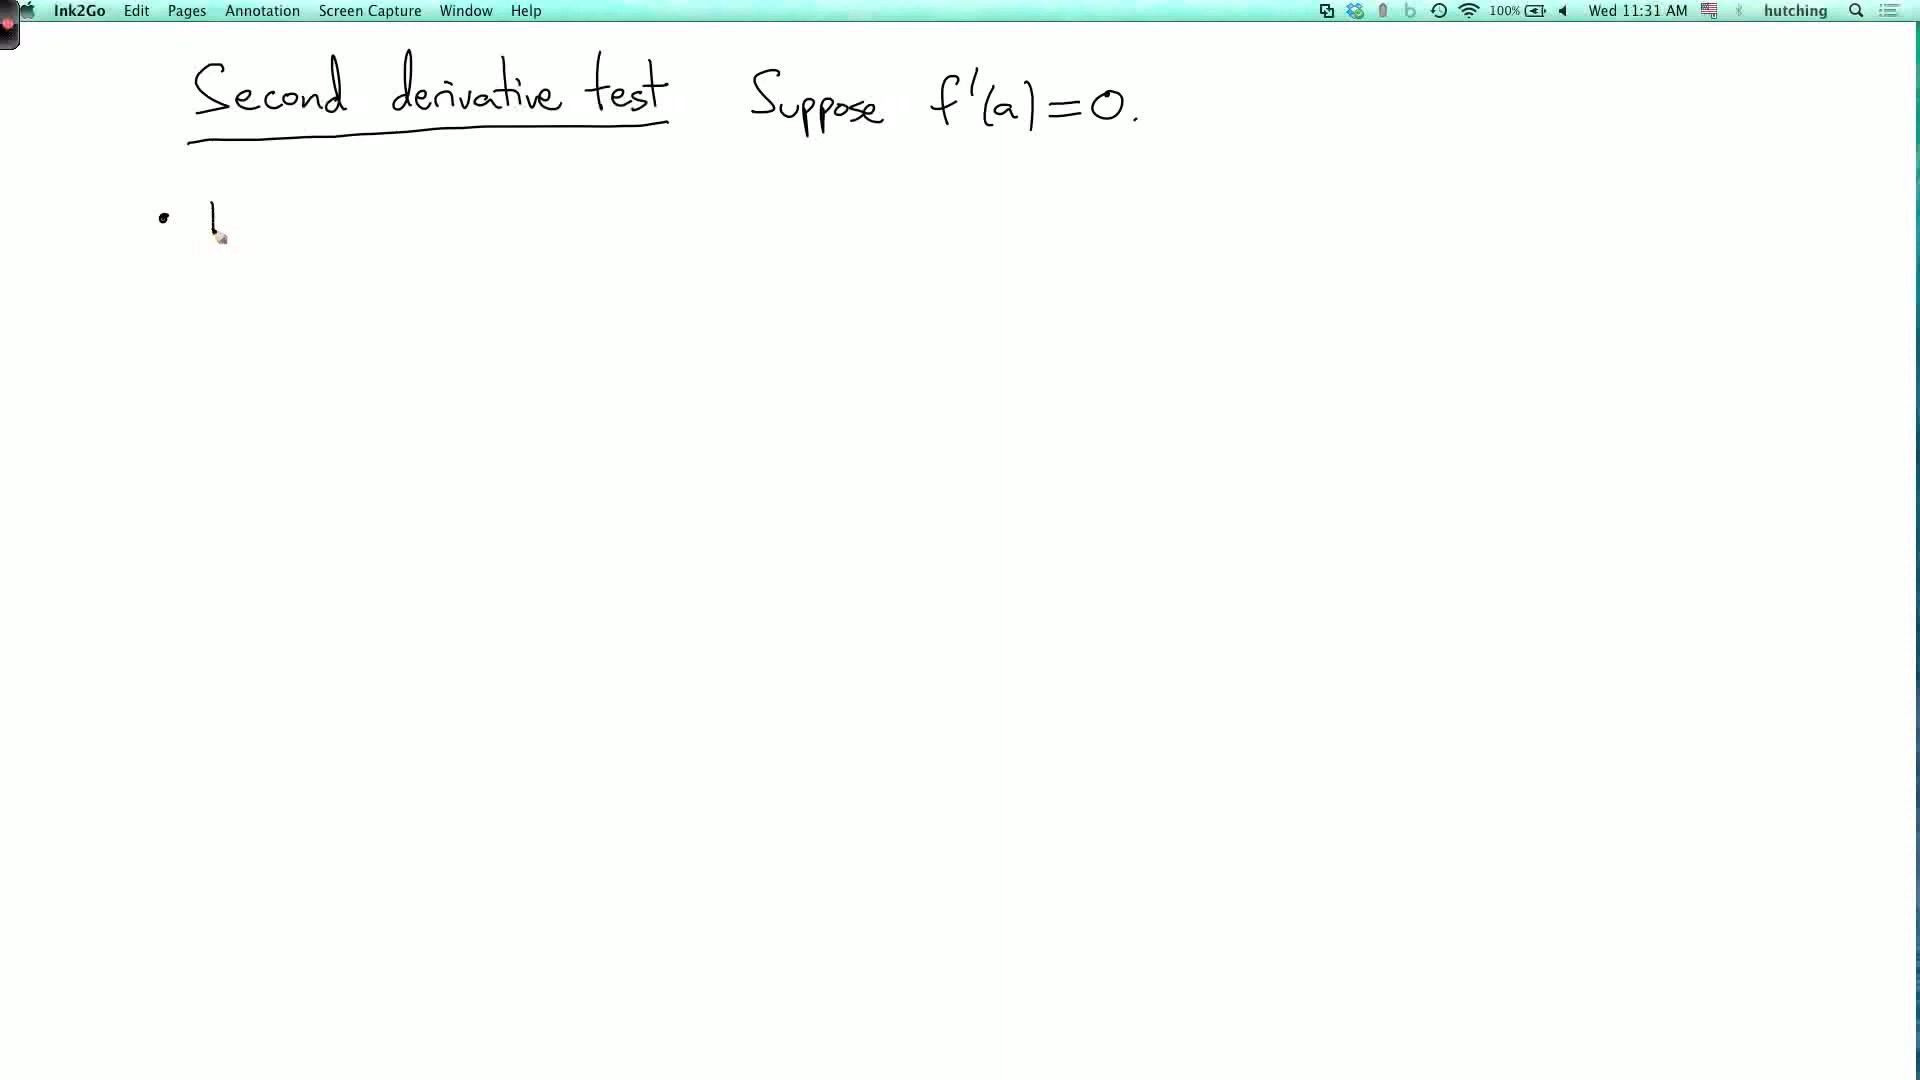 Ink2Go Edit Pages Annotation Screen Capture Window Help 100% Wed 11:31 AM hutching
Second derivative test Suppose f'(a)=0.
•